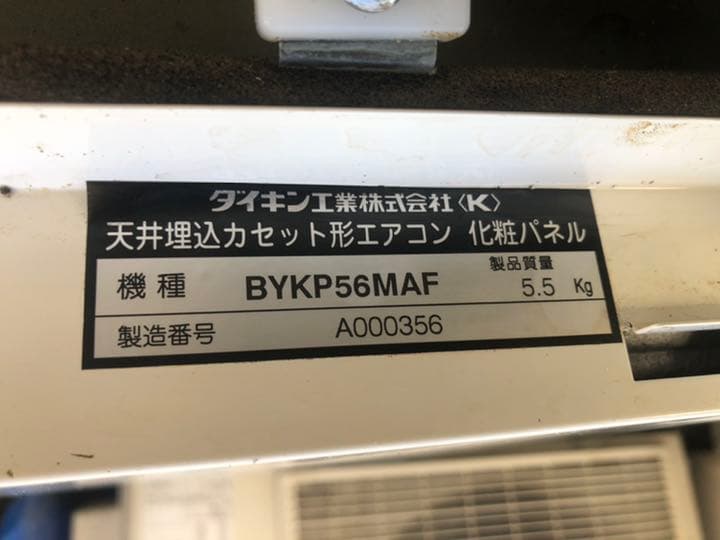 ダイキン工業株式会社〈K〉
天井埋込カセット形エアコン 化粧パネル
機種 BYKP56MAF 製品質量 5.5 Kg
製造番号 A000356